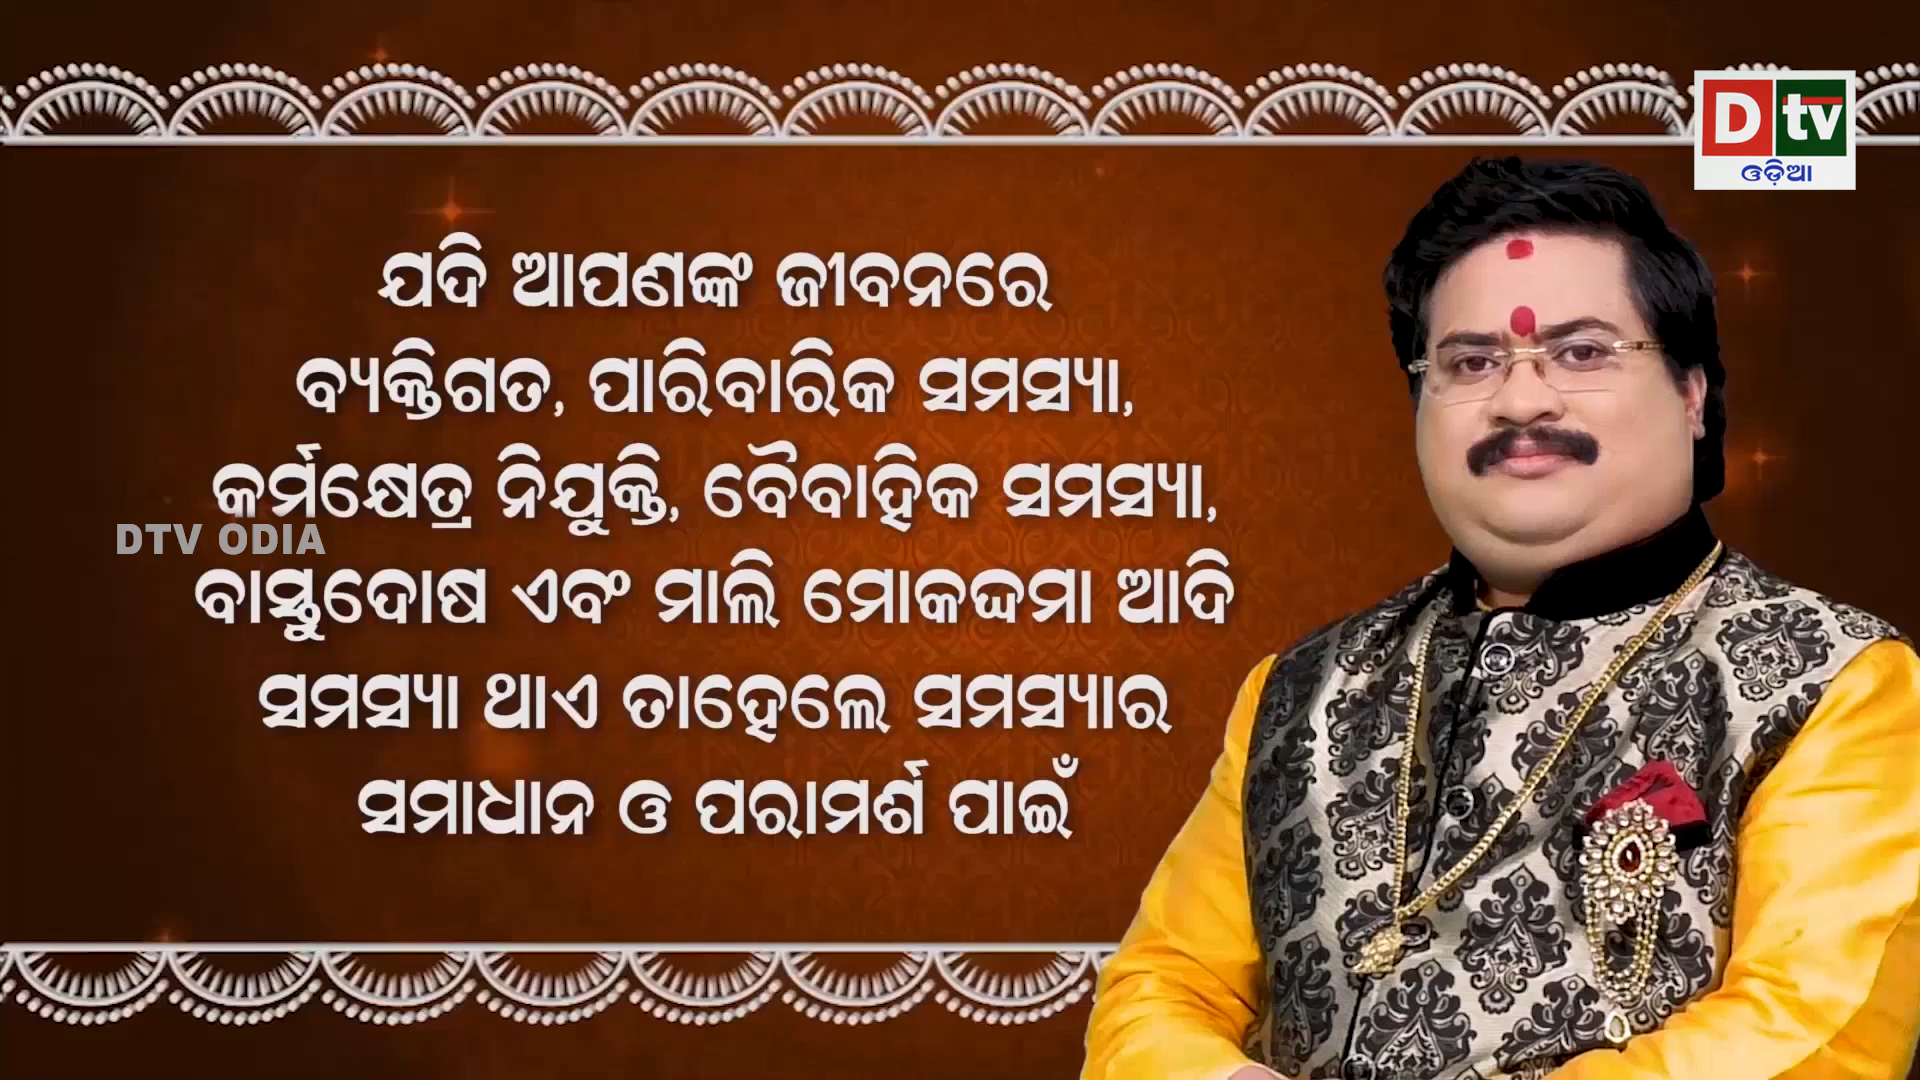 D tv
ଓଡ଼ିଆ
ଯଦି ଆପଣଙ୍କ ଜୀବନରେ
ବ୍ୟକ୍ତିଗତ, ପାରିବାରିକ ସମସ୍ୟା,
କର୍ମକ୍ଷେତ୍ର ନିଯୁକ୍ତି, ବୈବାହିକ ସମସ୍ୟା,
DTV ODIA
ବାସ୍ତୁଦୋଷ ଏବଂ ମାଲି ମୋକଦ୍ଦମା ଆଦି
ସମସ୍ୟା ଥାଏ ତାହେଲେ ସମସ୍ୟାର
ସମାଧାନ ଓ ପରାମର୍ଶ ପାଇଁ